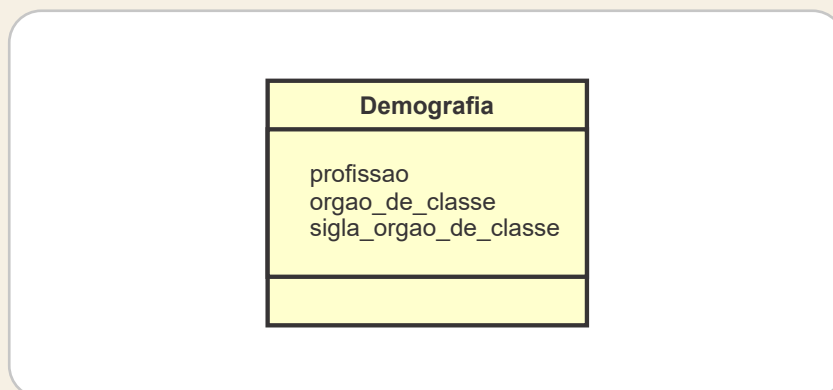 Demografia
profissao
orgao_de_classe
sigla_orgao_de_classe